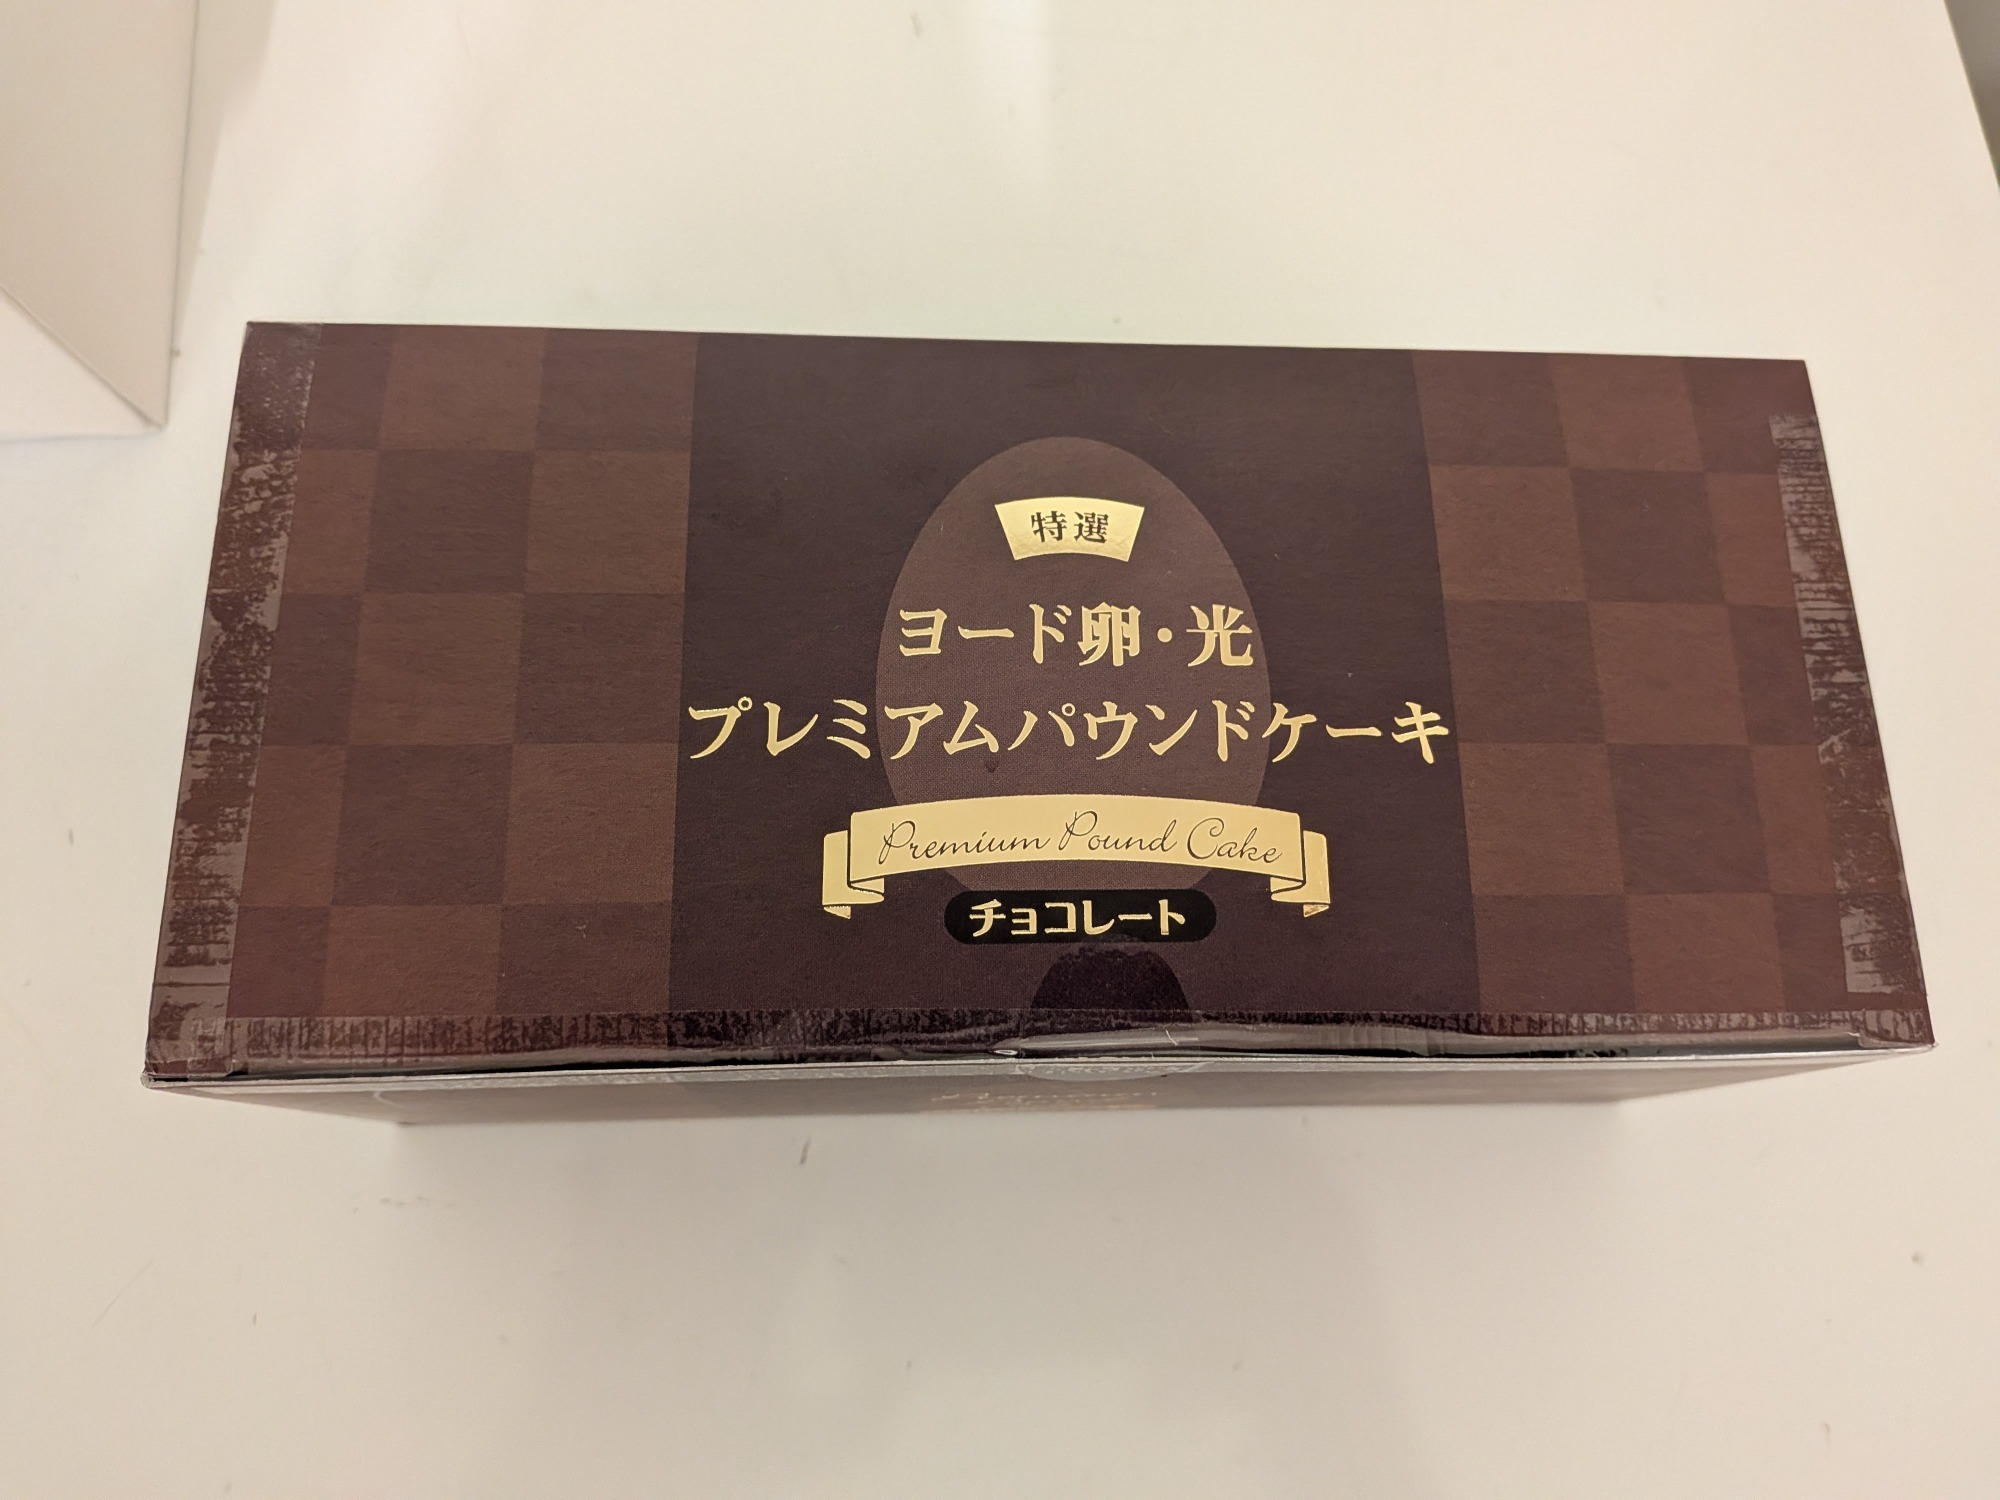 特選
ヨード卵・光
プレミアムパウンドケーキ
Premium Pound Cake
チョコレート